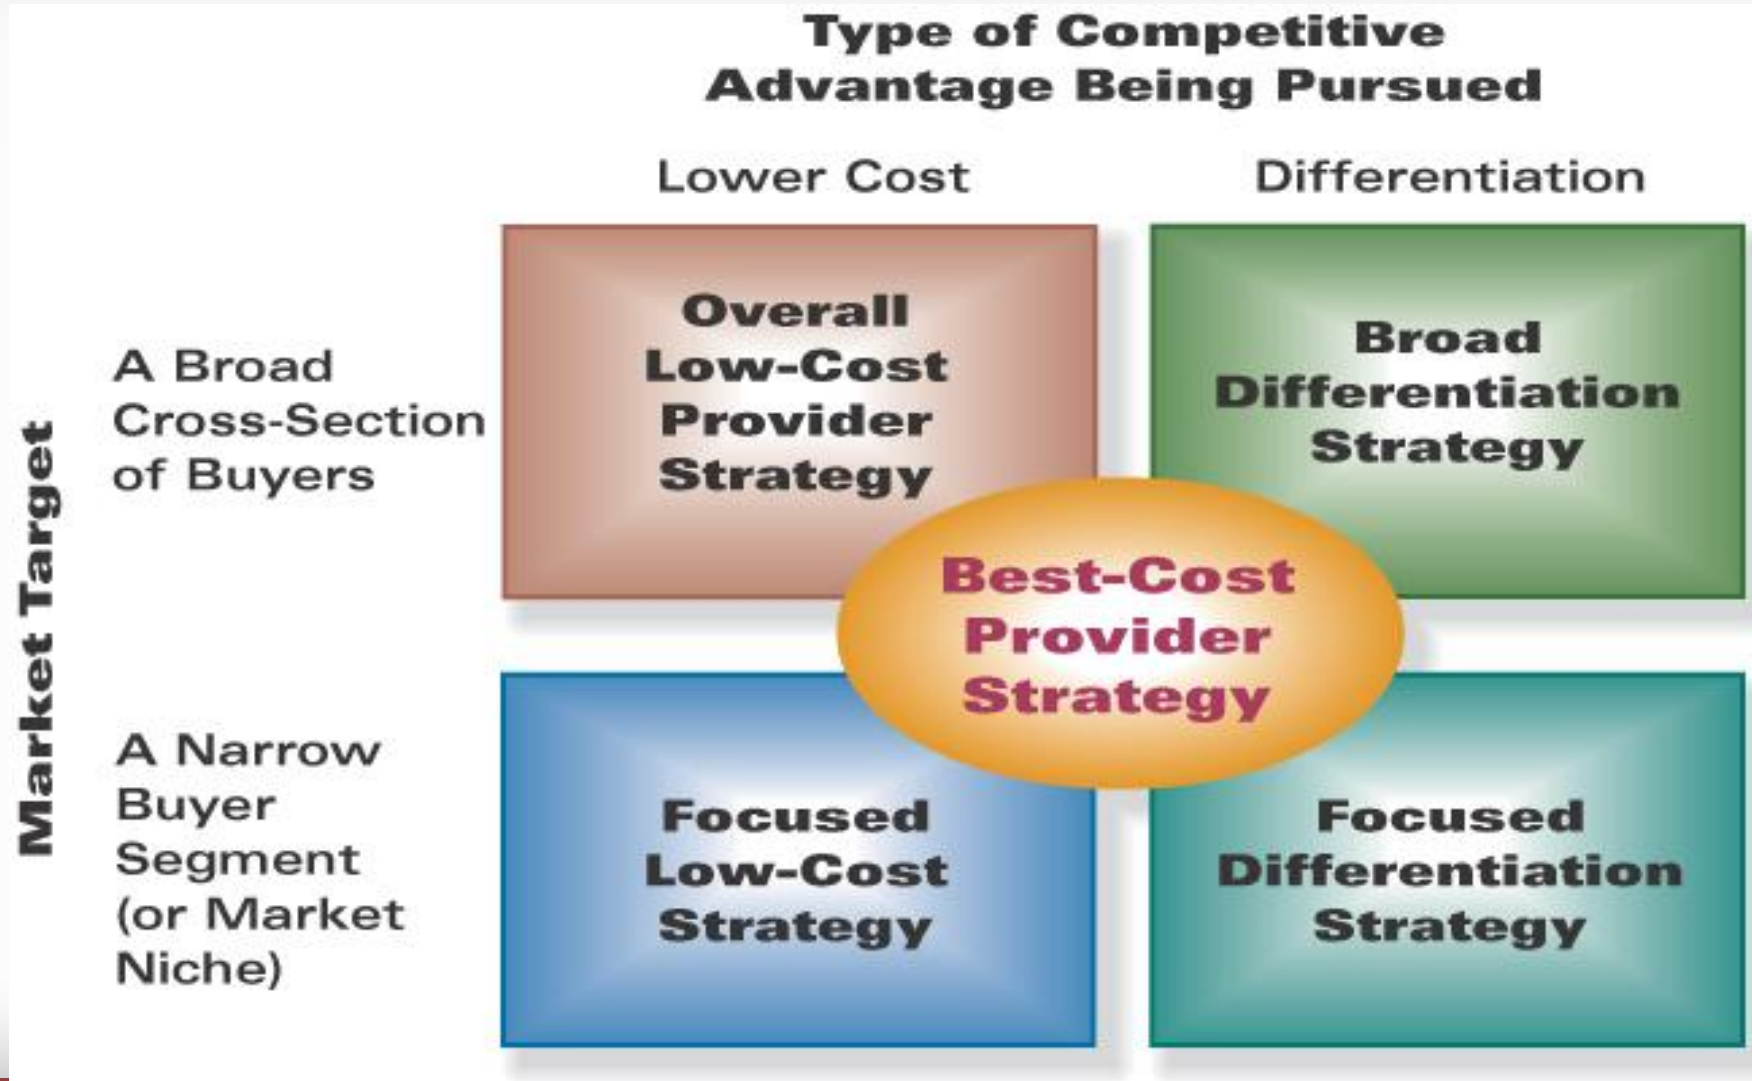 Type of Competitive
Advantage Being Pursued
Lower Cost
Differentiation
Market Target
A Broad
Cross-Section
of Buyers
Overall
Low-Cost
Provider
Strategy
Broad
Differentiation
Strategy
Best-Cost
Provider
Strategy
A Narrow
Buyer
Segment
(or Market
Niche)
Focused
Low-Cost
Strategy
Focused
Differentiation
Strategy